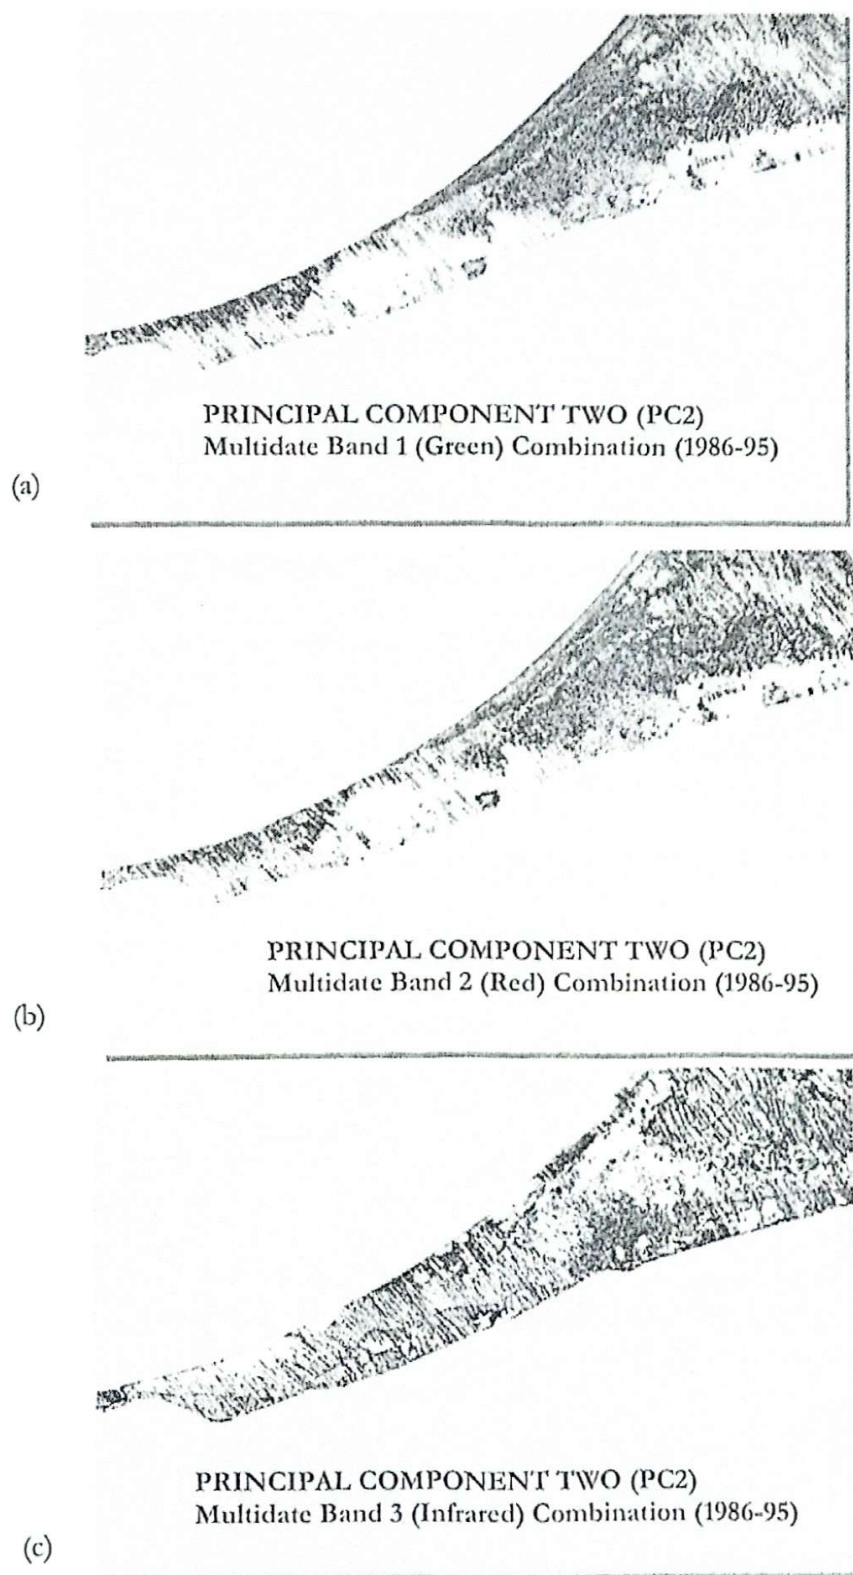 PRINCIPAL COMPONENT TWO (PC2)
Multidate Band 1 (Green) Combination (1986-95)
(a)
PRINCIPAL COMPONENT TWO (PC2)
Multidate Band 2 (Red) Combination (1986-95)
(b)
PRINCIPAL COMPONENT TWO (PC2)
Multidate Band 3 (Infrared) Combination (1986-95)
(c)